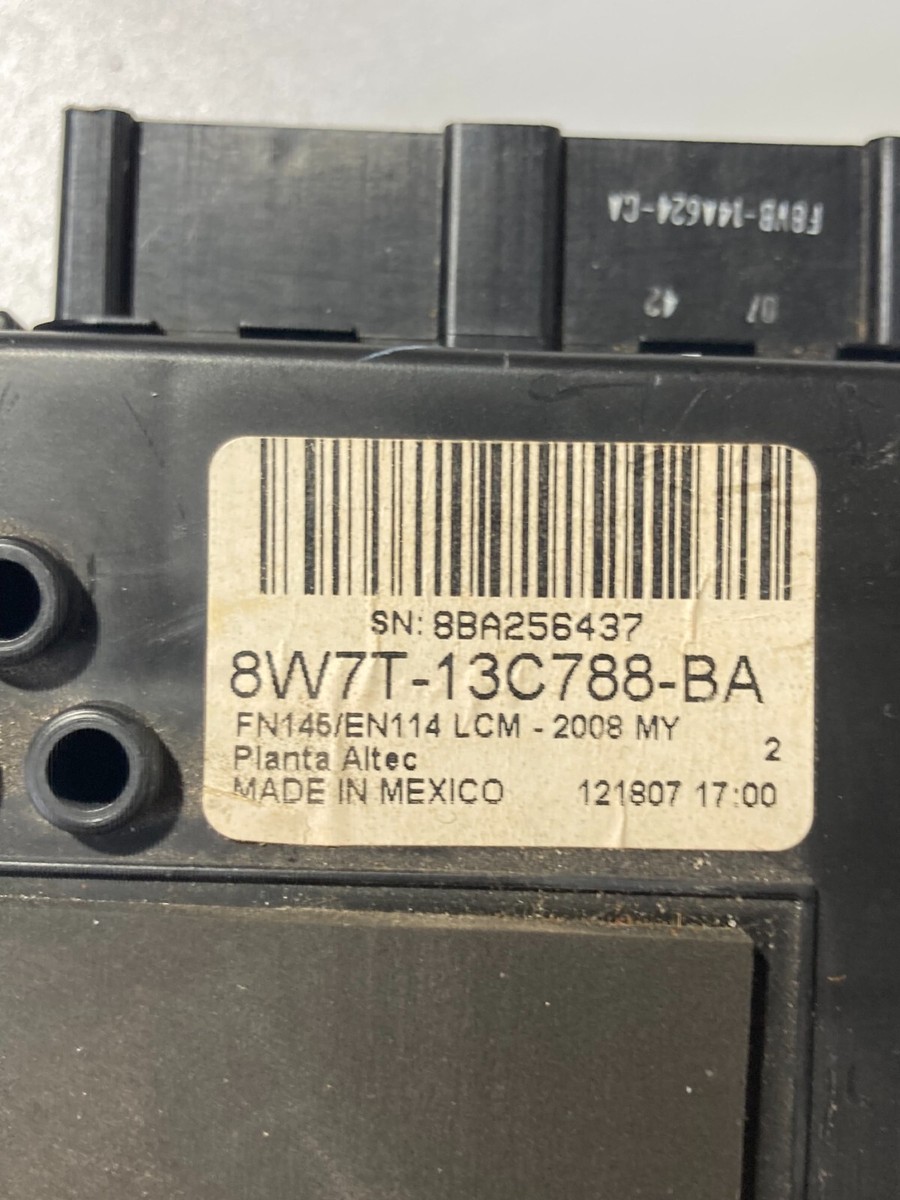 F8VB-14A624-CA
07 42
SN: 8BA256437
8W7T-13C788-BA
FN145/EN114 LCM - 2008 MY
Planta Altec 2
MADE IN MEXICO 121807 17:00